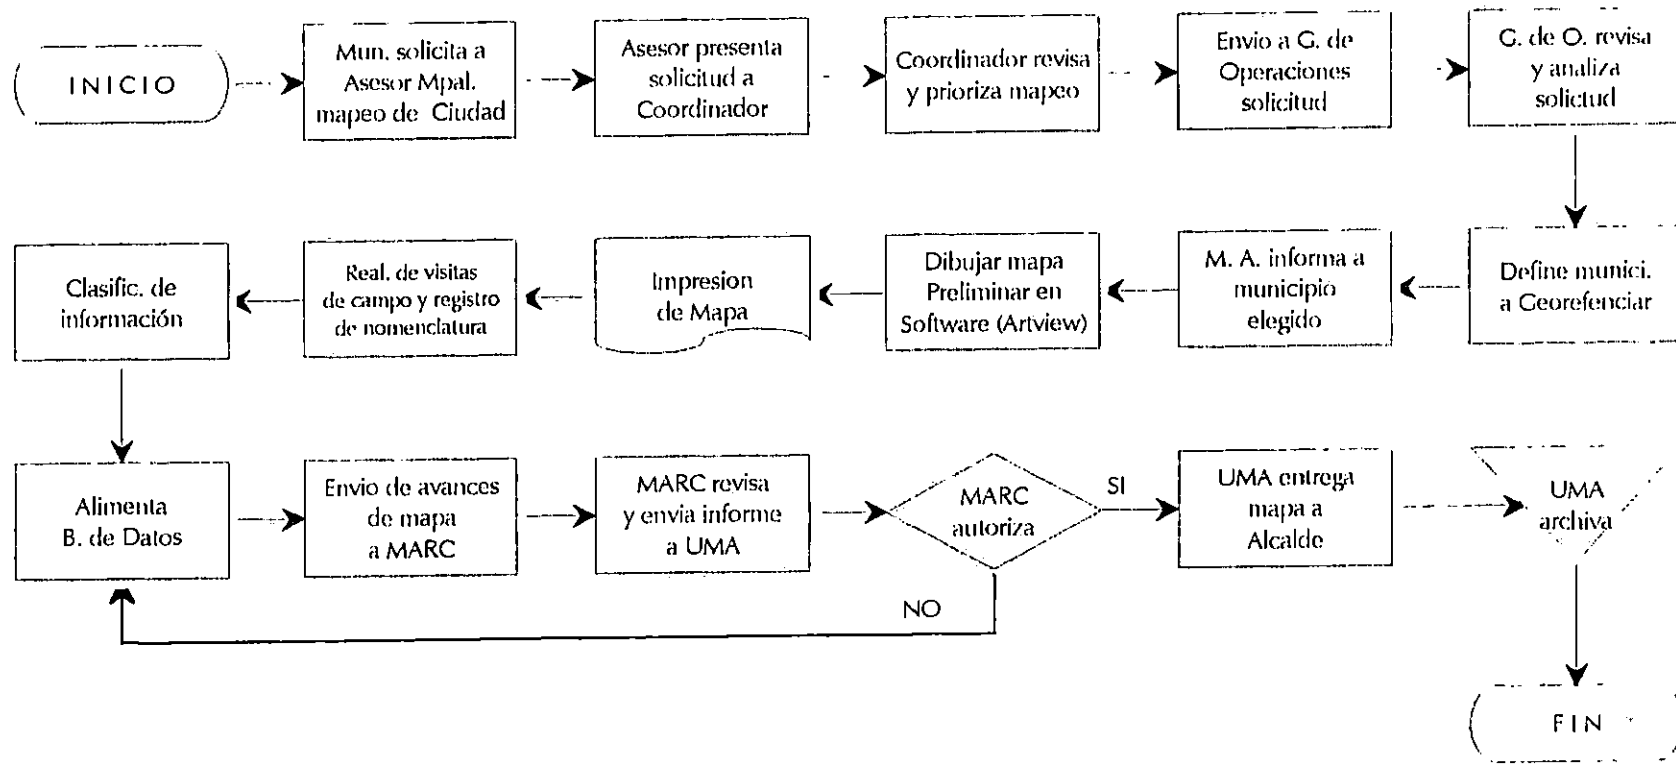 INICIO
Mun. solicita a
Asesor Mpal.
mapeo de Ciudad
Asesor presenta
solicitud a
Coordinador
Coordinador revisa
y prioriza mapeo
Envio a G. de
Operaciones
solicitud
G. de O. revisa
y analiza
solictud
Define munici.
a Georefenciar
M. A. informa a
municipio
elegido
Dibujar mapa
Preliminar en
Software (Artview)
Impresion
de Mapa
Real. de visitas
de campo y registro
de nomenclatura
Clasific. de
información
Alimenta
B. de Datos
Envio de avances
de mapa
a MARC
MARC revisa
y envia informe
a UMA
MARC
autoriza
SI
NO
UMA entrega
mapa a
Alcalde
UMA
archiva
FIN